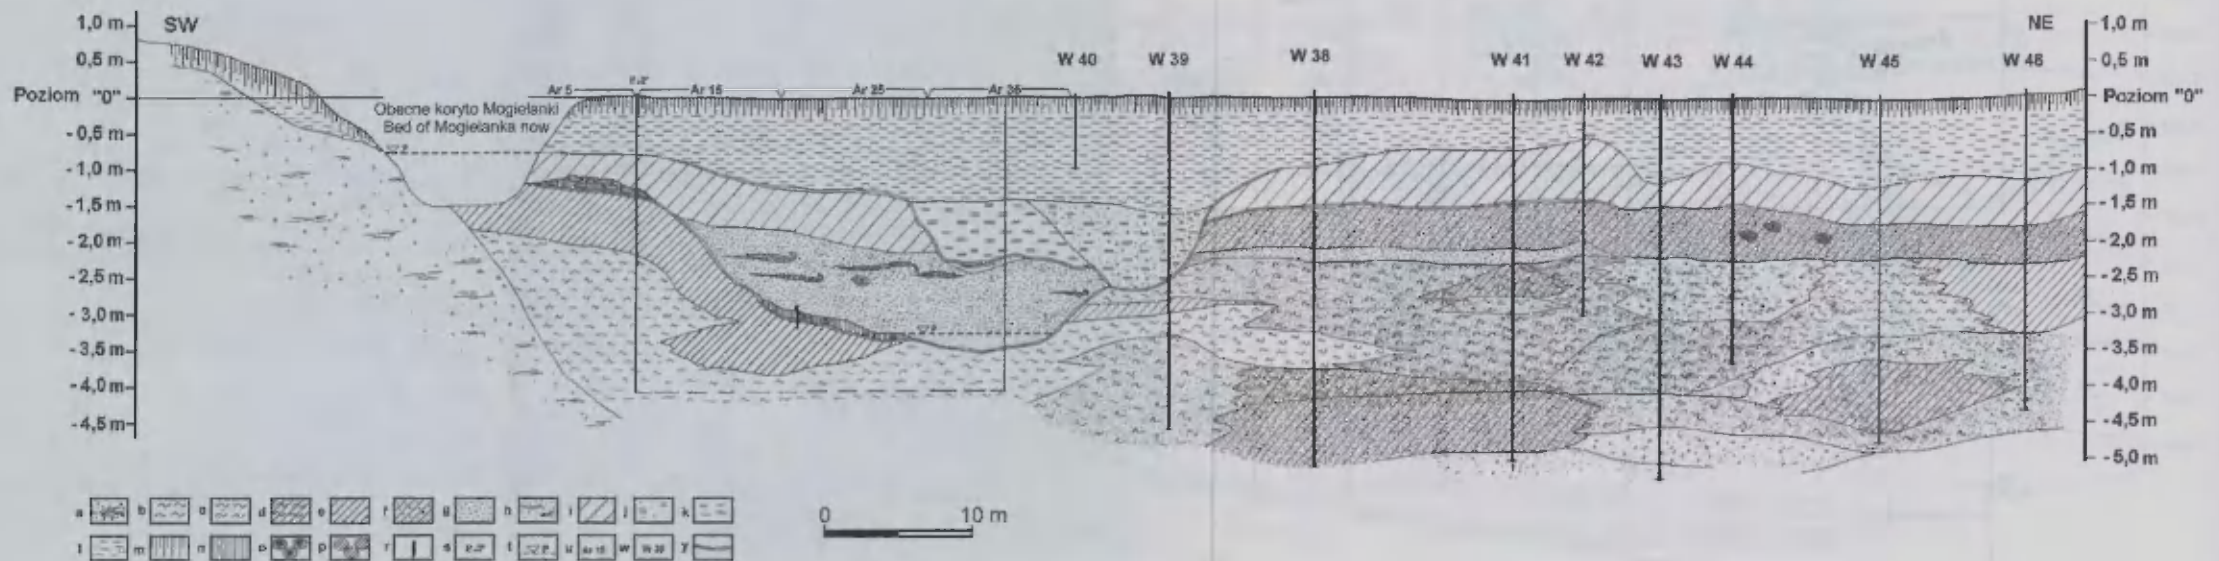 1,0 m
SW
0,5 m
Poziom "0"
- 0,5 m
- 1,0 m
- 1,5 m
- 2,0 m
- 2,5 m
- 3,0 m
- 3,5 m
- 4,0 m
- 4,5 m
Obecne koryto Mogielanki
Bed of Mogielanka now
Ar 5
Ar 15
Ar 25
Ar 35
W 40
W 39
W 38
W 41
W 42
W 43
W 44
W 45
W 48
NE
1,0 m
0,5 m
Poziom "0"
- 0,5 m
- 1,0 m
- 1,5 m
- 2,0 m
- 2,5 m
- 3,0 m
- 3,5 m
- 4,0 m
- 4,5 m
- 5,0 m
a b c d e f g h i j k
l m n o p r s t u Ar 15 w W 39 y
0 10 m